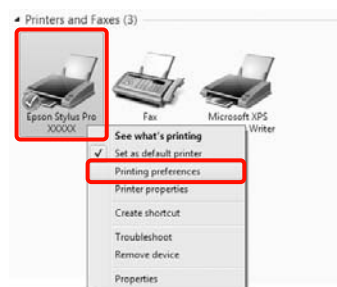 Printers and Faxes (3)
Epson Stylus Pro
XXXXX
Fax
Microsoft XPS
Writer
See what's printing
Set as default printer
Printing preferences
Printer properties
Create shortcut
Troubleshoot
Remove device
Properties